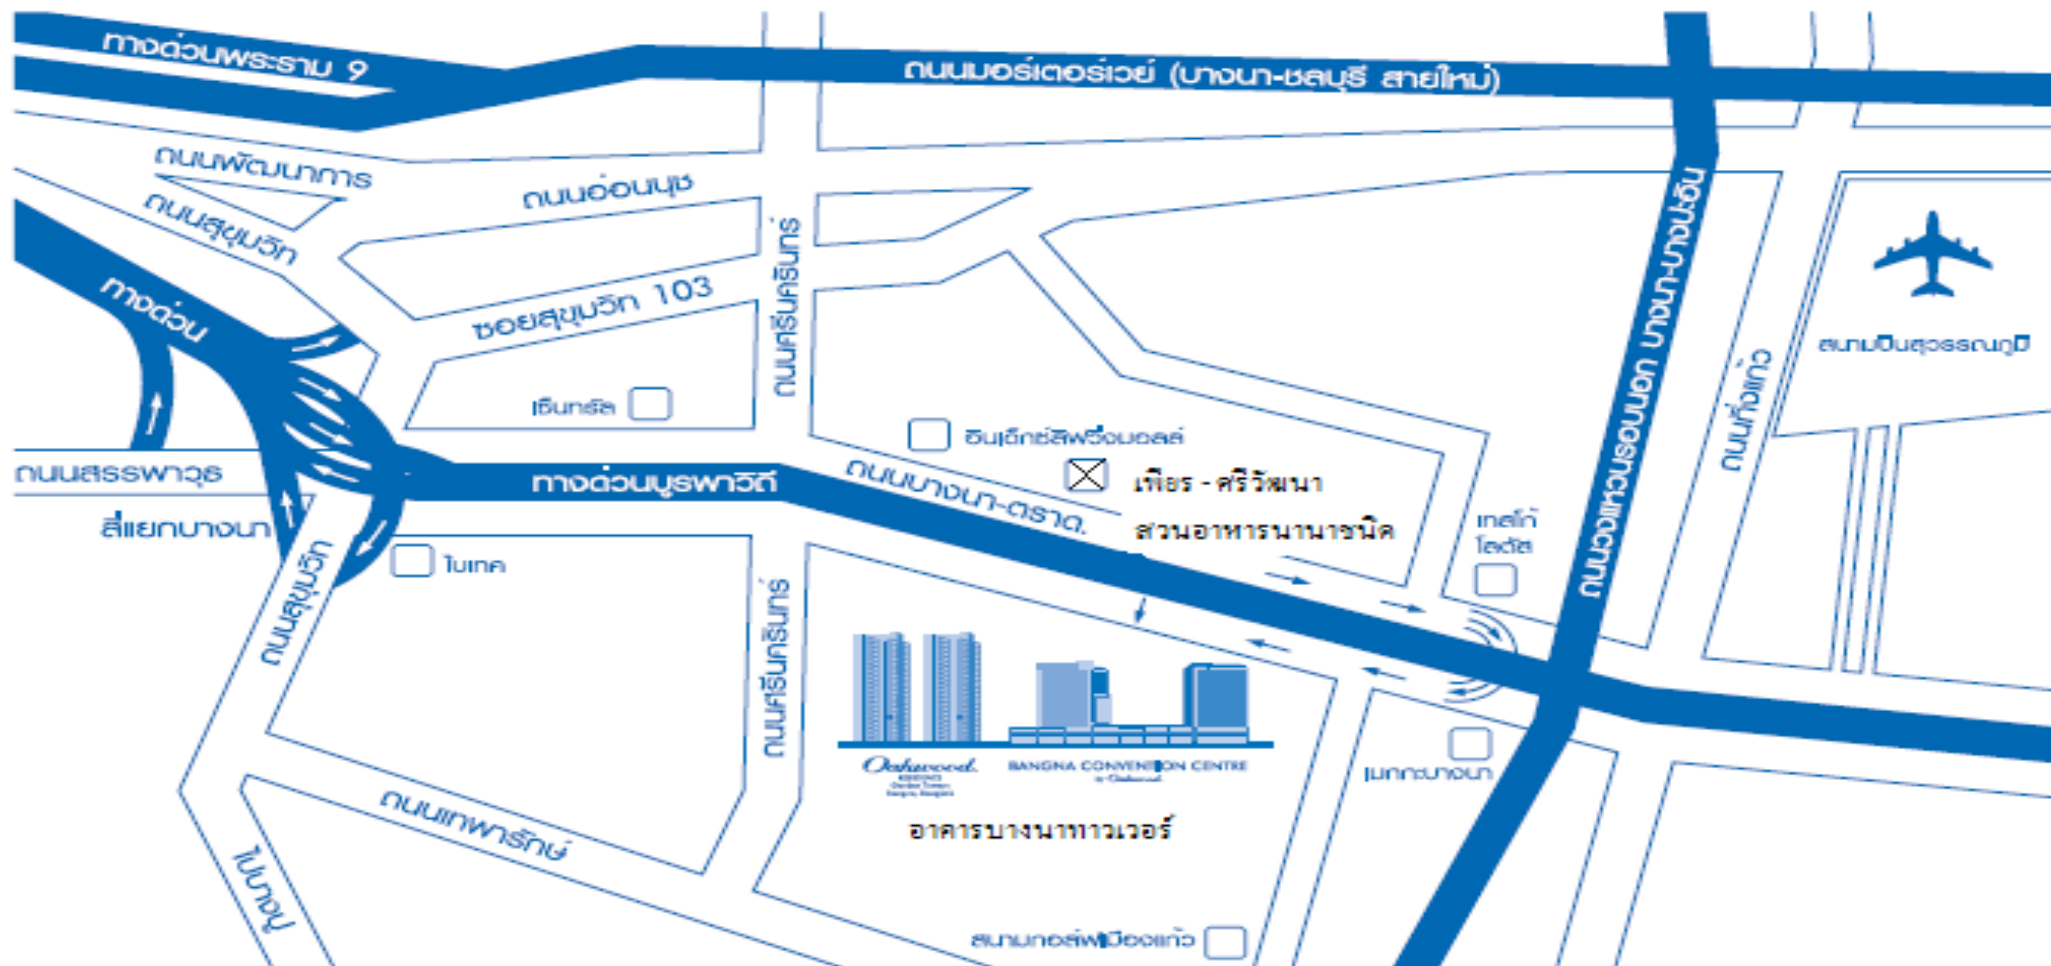 ทางด่วนพระราม 9
ถนนมอร์เตอร์เวย์ (บางนา-ชลบุรี สายใหม่)
ถนนพัฒนาการ
ถนนอ่อนนุช
ถนนสุขุมวิท
ทางด่วน
ซอยสุขุมวิท 103
ถนนศรีนครินทร์
ถนนวงแหวนรอบนอก บางนา-บางปะอิน
สนามบินสุวรรณภูมิ
ถนนกิ่งแก้ว
เซ็นทรัล
อินเด็กซ์ลิฟวิ่งมอลล์
ถนนสรรพาวุธ
ทางด่วนบูรพาวิถี
ถนนบางนา-ตราด.
เพียร - ศรีวัฒนา
สวนอาหารนานาชนิด
สี่แยกบางนา
เทสโก้
โลตัส
ไบเทค
ถนนสุขุมวิท
ถนนศรีนครินทร์
Oakwood.
BANGNA CONVENTION CENTRE
by Oakwood
เมกกะบางนา
อาคารบางนาทาวเวอร์
ถนนเทพารักษ์
ไปบางปู
สนามกอล์ฟเมืองแก้ว